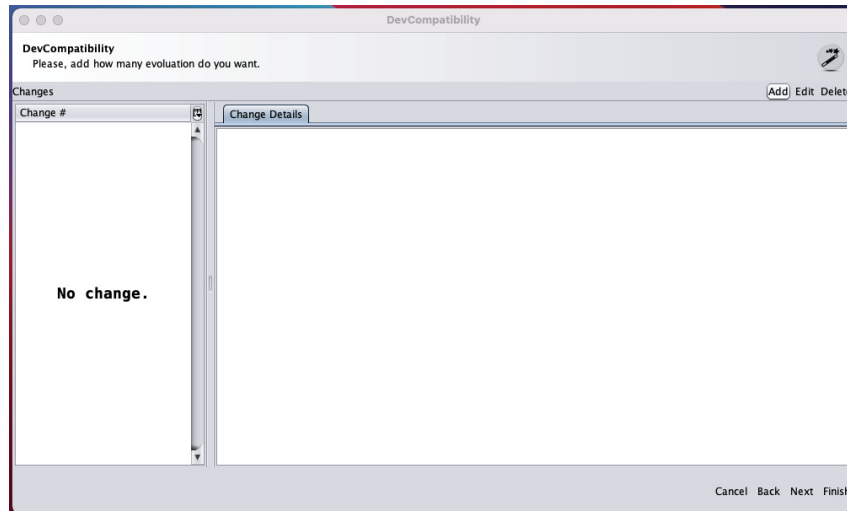 DevCompatibility
DevCompatibility
Please, add how many evoluation do you want.
Changes Add Edit
Change # Change Details
No change.
Cancel Back Next